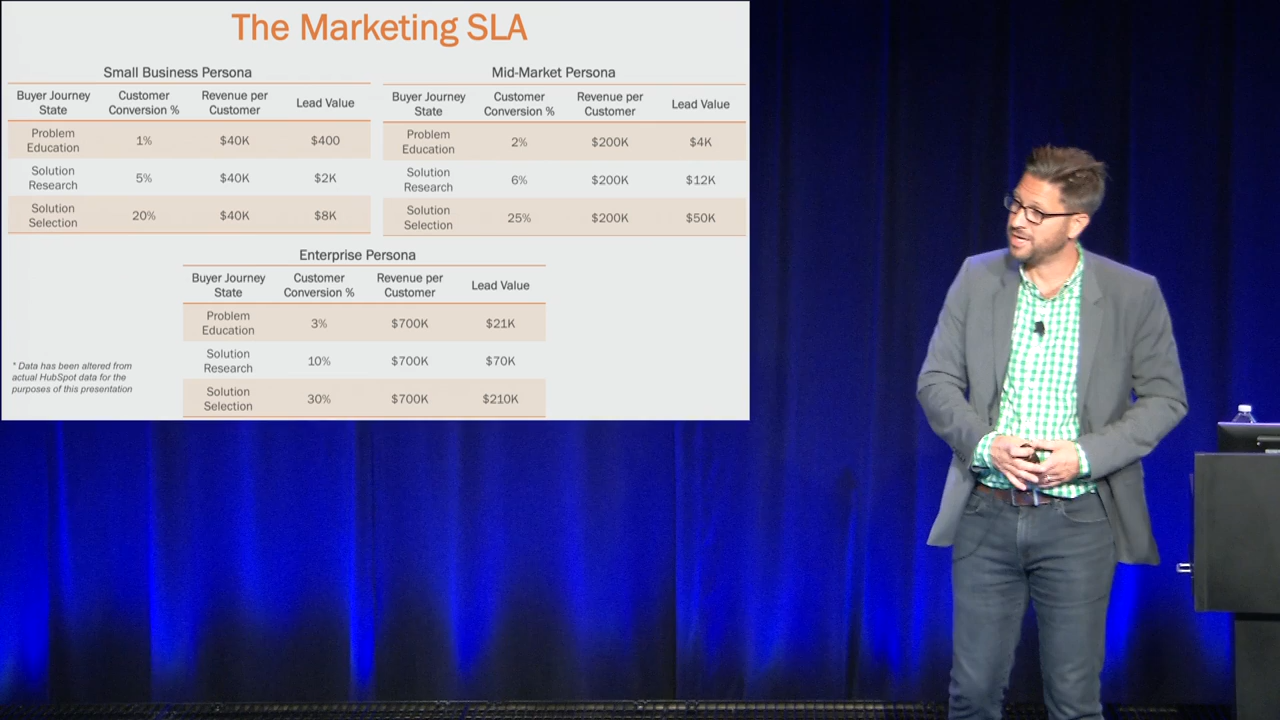 The Marketing SLA
Small Business Persona
Buyer Journey State Customer Conversion % Revenue per Customer Lead Value
Problem Education 1% $40K $400
Solution Research 5% $40K $2K
Solution Selection 20% $40K $8K
Mid-Market Persona
Buyer Journey State Customer Conversion % Revenue per Customer Lead Value
Problem Education 2% $200K $4K
Solution Research 6% $200K $12K
Solution Selection 25% $200K $50K
Enterprise Persona
Buyer Journey State Customer Conversion % Revenue per Customer Lead Value
Problem Education 3% $700K $21K
Solution Research 10% $700K $70K
Solution Selection 30% $700K $210K
* Data has been altered from
actual HubSpot data for the
purposes of this presentation